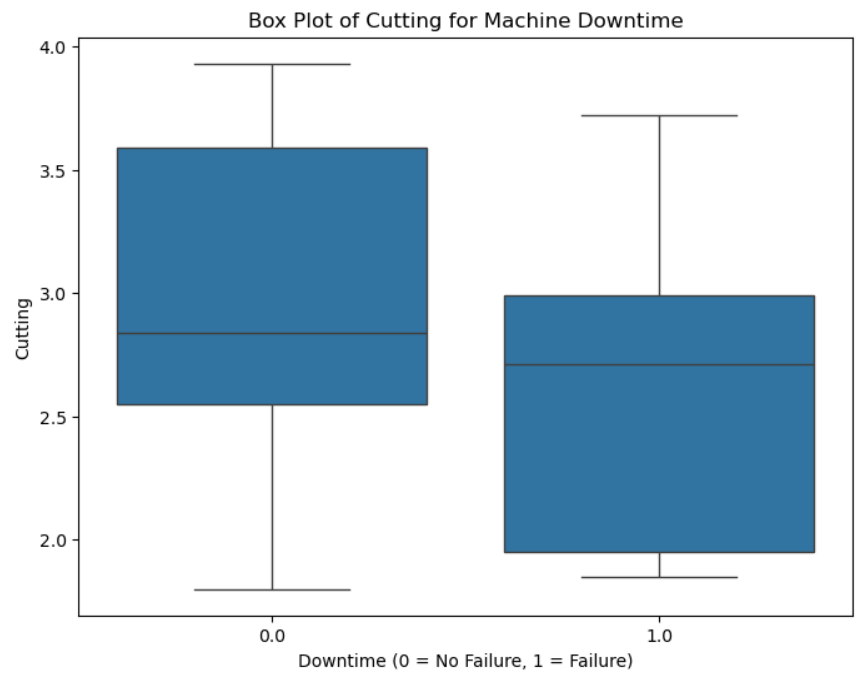 Box Plot of Cutting for Machine Downtime
4.0
3.5
3.0
2.5
2.0
Cutting
0.0
1.0
Downtime (0 = No Failure, 1 = Failure)